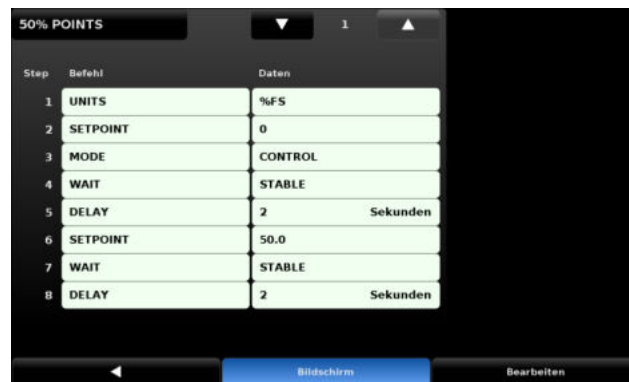 50% POINTS ▼ 1 ▲
Step Befehl Daten
1 UNITS %FS
2 SETPOINT 0
3 MODE CONTROL
4 WAIT STABLE
5 DELAY 2 Sekunden
6 SETPOINT 50.0
7 WAIT STABLE
8 DELAY 2 Sekunden
◀ Bildschirm Bearbeiten